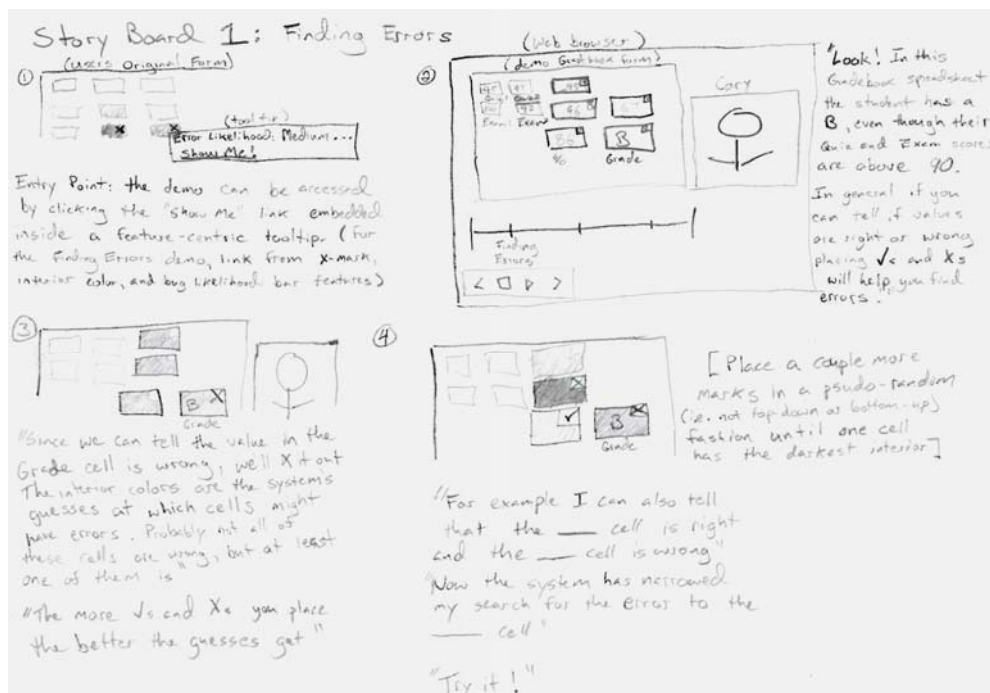 Story Board 1: Finding Errors
①
(users Original Form)
(tool tip)
Error Likelihood: Medium...
Show Me!
Entry Point: the demo can be accessed
by clicking the "Show Me" link embedded
inside a feature-centric tooltip. (for
the Finding Errors demo, link from X-mark,
interior color, and bug likelihood bar features)
②
(Web browser)
(demo Gradebook form)
B
%
Grade
Cory
Finding
Errors
"Look! In this
Gradebook spreadsheet
the student has a
B, even though their
Quiz and Exam scores
are above 90.
In general if you
can tell if values
are right or wrong
placing √s and Xs
will help you find
errors."
③
B X
Grade
"Since we can tell the value in the
Grade cell is wrong, we'll X it out
The interior colors are the systems
guesses at which cells might
have errors. Probably not all of
these cells are wrong, but at least
one of them is"
"The more √s and Xs you place
the better the guesses get"
④
X
√
B X
Grade
[Place a couple more
marks in a psudo-random
(i.e. not top-down or bottom-up)
fashion until one cell
has the darkest interior]
"For example I can also tell
that the ___ cell is right
and the ___ cell is wrong"
"Now the system has narrowed
my search for the error to the
___ cell"
"Try it!"